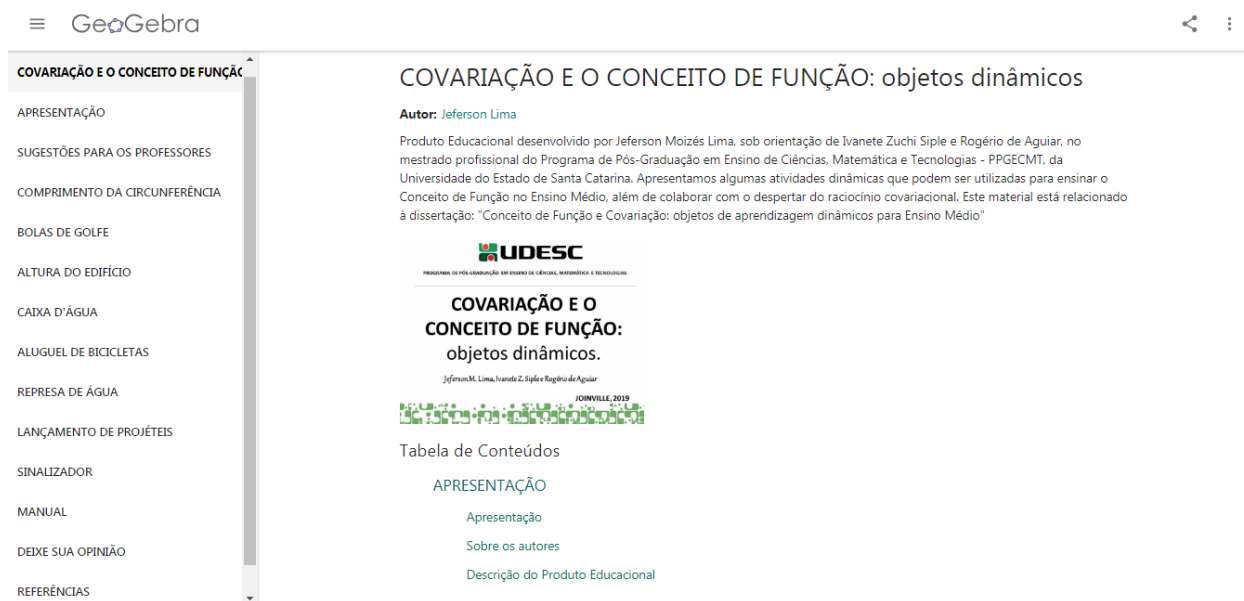 GeoGebra
COVARIAÇÃO E O CONCEITO DE FUNÇÃO
APRESENTAÇÃO
SUGESTÕES PARA OS PROFESSORES
COMPRIMENTO DA CIRCUNFERÊNCIA
BOLAS DE GOLFE
ALTURA DO EDIFÍCIO
CAIXA D'ÁGUA
ALUGUEL DE BICICLETAS
REPRESA DE ÁGUA
LANÇAMENTO DE PROJÉTEIS
SINALIZADOR
MANUAL
DEIXE SUA OPINIÃO
REFERÊNCIAS
COVARIAÇÃO E O CONCEITO DE FUNÇÃO: objetos dinâmicos
Autor: Jeferson Lima
Produto Educacional desenvolvido por Jeferson Moizés Lima, sob orientação de Ivanete Zuchi Siple e Rogério de Aguiar, no
mestrado profissional do Programa de Pós-Graduação em Ensino de Ciências, Matemática e Tecnologias - PPGECMT, da
Universidade do Estado de Santa Catarina. Apresentamos algumas atividades dinâmicas que podem ser utilizadas para ensinar o
Conceito de Função no Ensino Médio, além de colaborar com o despertar do raciocínio covariacional. Este material está relacionado
à dissertação: "Conceito de Função e Covariação: objetos de aprendizagem dinâmicos para Ensino Médio"
UDESC
PROGRAMA DE PÓS-GRADUAÇÃO EM ENSINO DE CIÊNCIAS, MATEMÁTICA E TECNOLOGIAS
COVARIAÇÃO E O
CONCEITO DE FUNÇÃO:
objetos dinâmicos.
Jeferson M. Lima, Ivanete Z. Siple e Rogério de Aguiar
JOINVILLE, 2019
Tabela de Conteúdos
APRESENTAÇÃO
Apresentação
Sobre os autores
Descrição do Produto Educacional